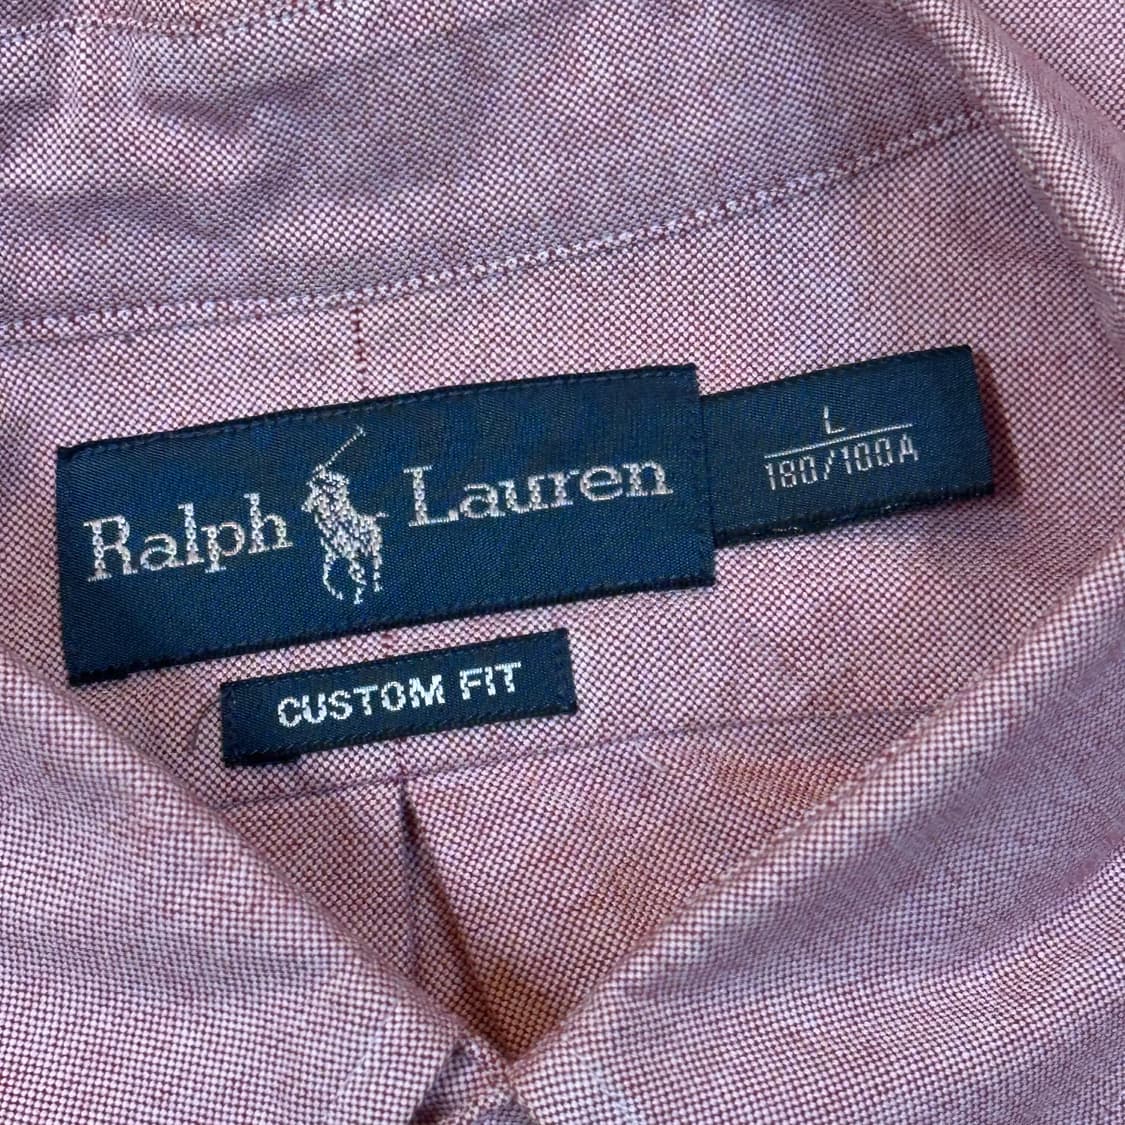 Ralph Lauren
L
180/100A
CUSTOM FIT